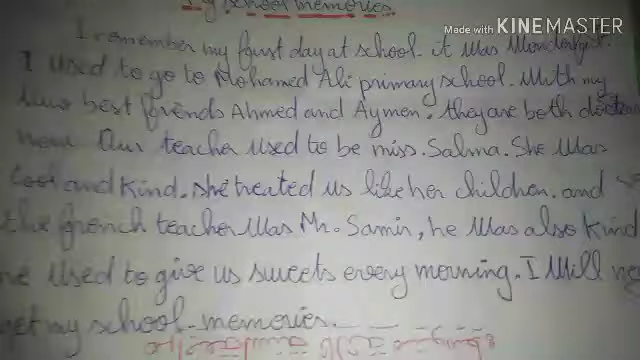 My school memories.
Made with KINEMASTER
I remember my first day at school. it was wonderful.
I used to go to Mohamed Ali primary school. With my
two best friends Ahmed and Aymen. they are both doctors
now Our teacher used to be miss. Salma. She was
cool and kind. she treated us like her children. and
the french teacher was Mr. Samir, he was also kind
he used to give us sweets every morning. I will
get my school memories.